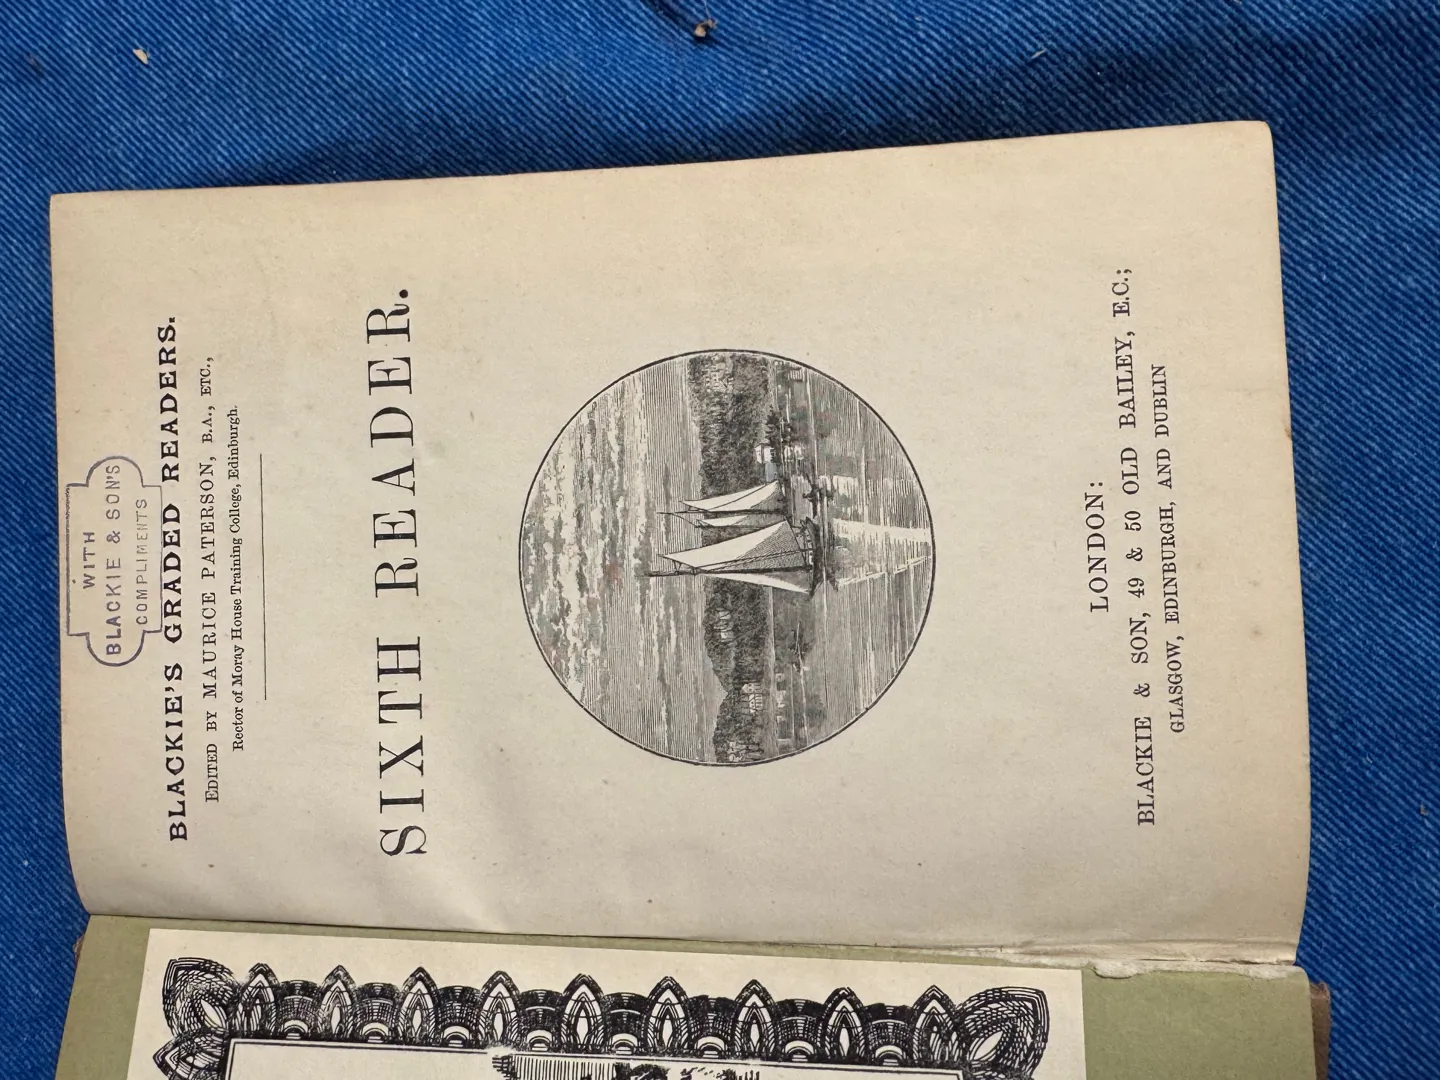 WITH
BLACKIE & SON'S
COMPLIMENTS
BLACKIE'S GRADED READERS.
EDITED BY MAURICE PATERSON, B.A., ETC.,
Rector of Moray House Training College, Edinburgh.
SIXTH READER.
LONDON:
BLACKIE & SON, 49 & 50 OLD BAILEY, E.C.;
GLASGOW, EDINBURGH, AND DUBLIN